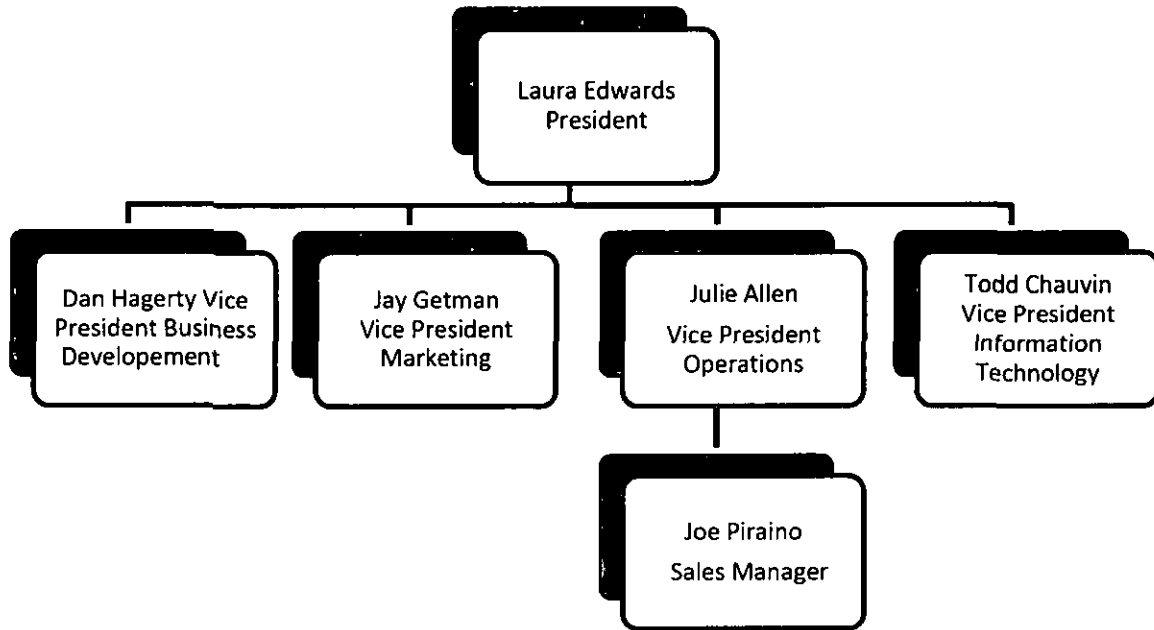 Laura Edwards
President
Dan Hagerty Vice
President Business
Developement
Jay Getman
Vice President
Marketing
Julie Allen
Vice President
Operations
Todd Chauvin
Vice President
Information
Technology
Joe Piraino
Sales Manager